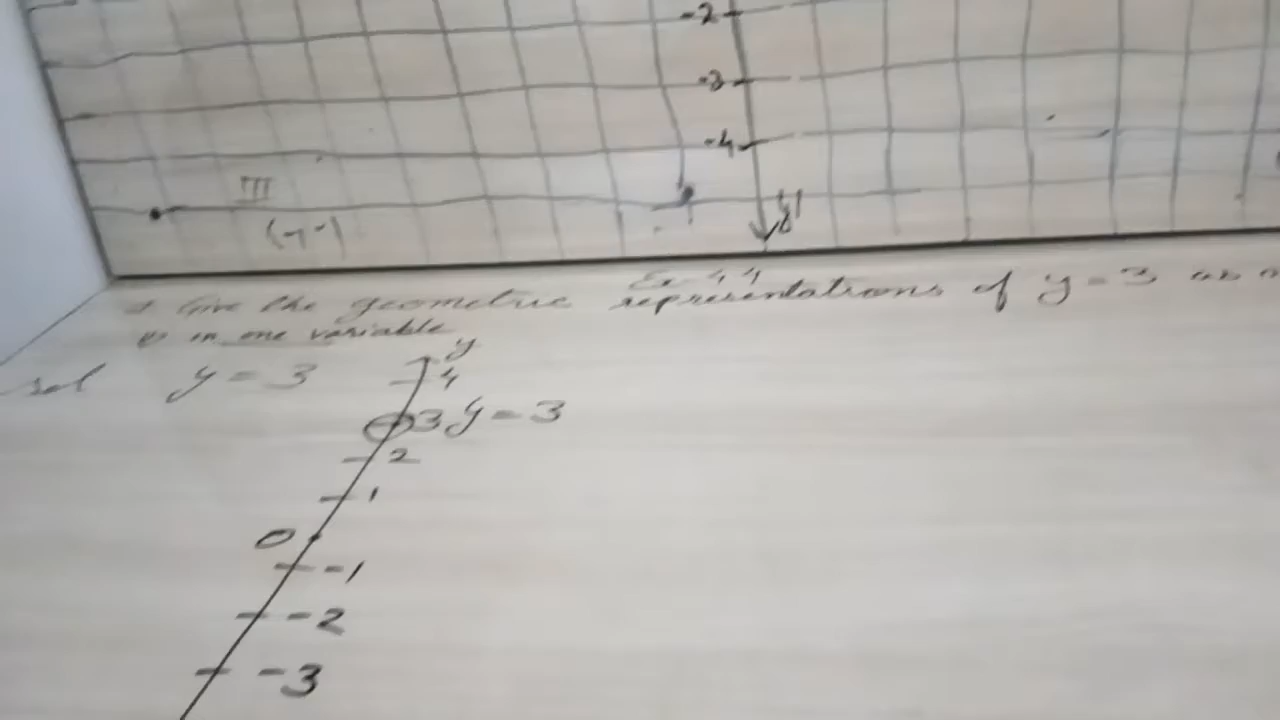 -2
-3
-4
III
(-,-)
y'
Ex 4.4
1 Give the geometric representations of y = 3 as
in one variable
sol y = 3
y
4
3 y = 3
2
1
0
-1
-2
-3